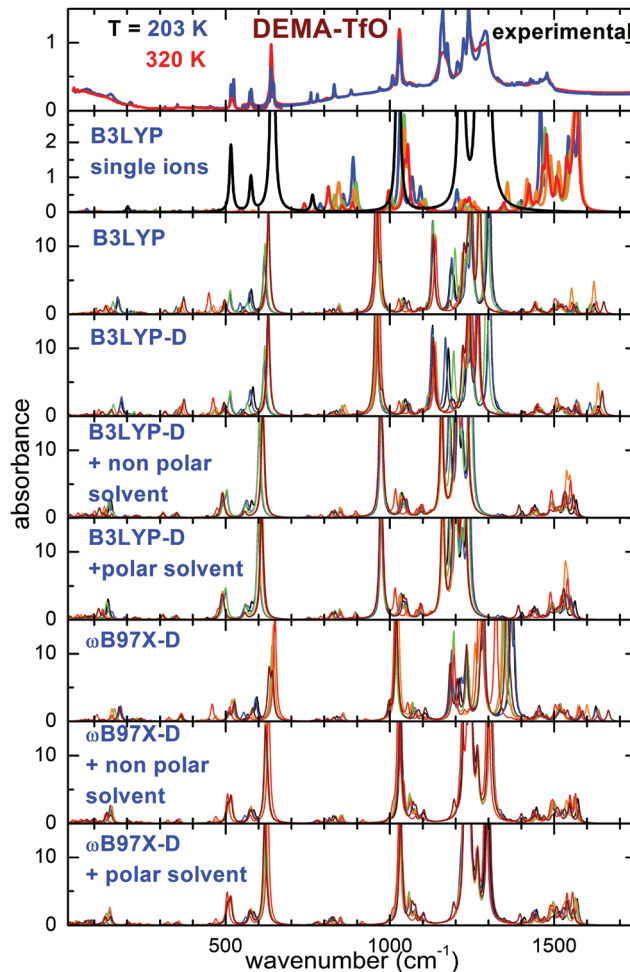 T = 203 K
320 K
DEMA-TfO
experimental
1
0
B3LYP
single ions
2
1
0
B3LYP
10
0
B3LYP-D
10
0
B3LYP-D
+ non polar
solvent
10
0
B3LYP-D
+polar solvent
10
0
ωB97X-D
10
0
ωB97X-D
+ non polar
solvent
10
0
ωB97X-D
+ polar solvent
10
0
absorbance
500
1000
1500
wavenumber (cm⁻¹)